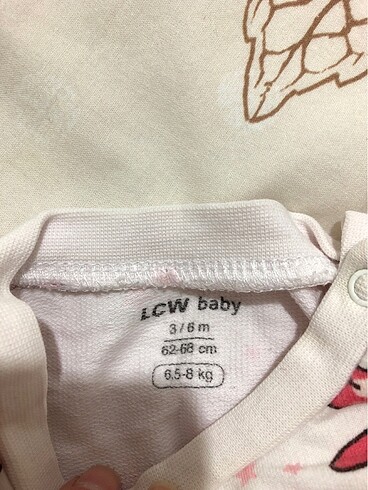 LCW baby
3/6 m
62-68 cm
6.5-8 kg